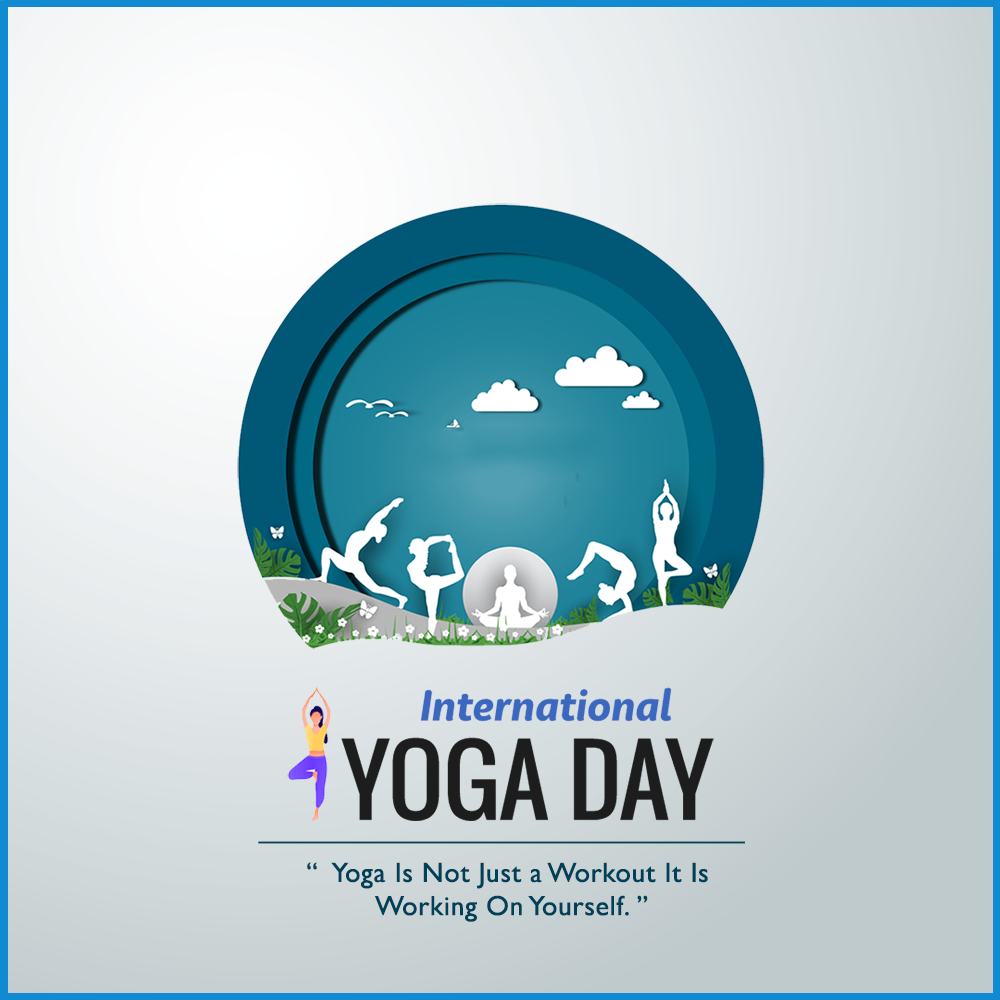 International
YOGA DAY
“ Yoga Is Not Just a Workout It Is
Working On Yourself. ”